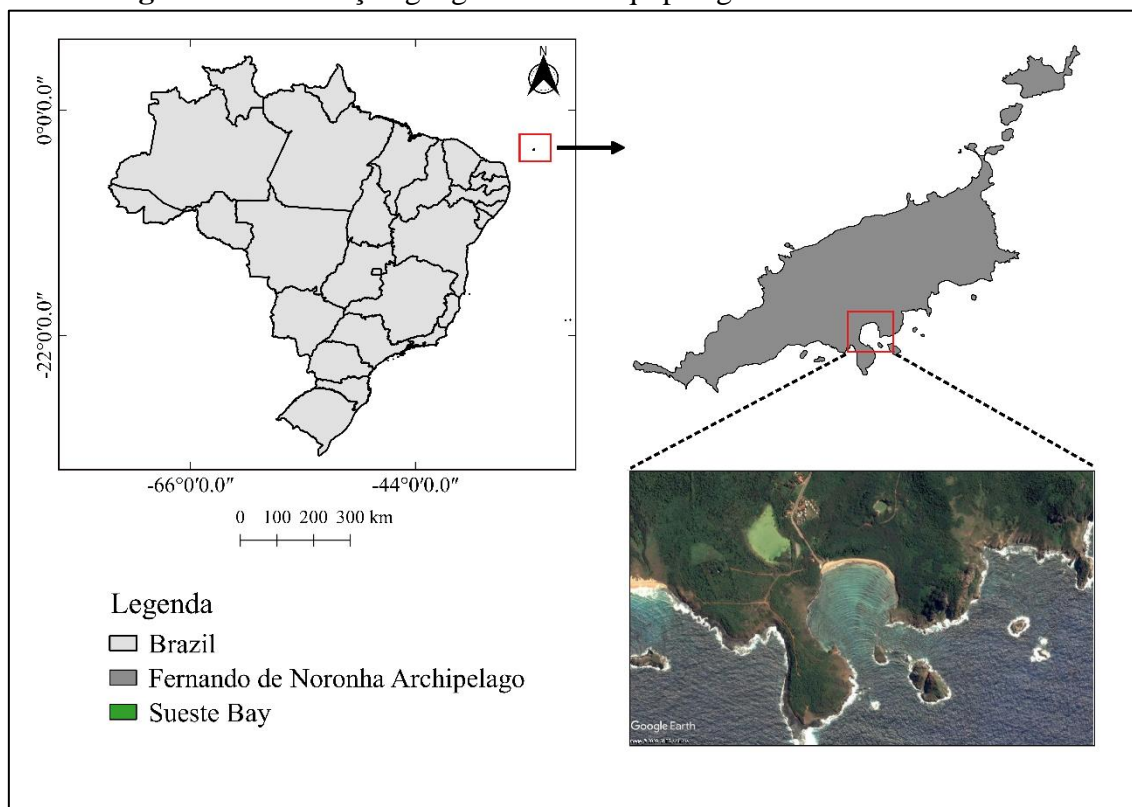 N
0°0'0.0"
-22°0'0.0"
-66°0'0.0"
-44°0'0.0"
0 100 200 300 km
Legenda
Brazil
Fernando de Noronha Archipelago
Sueste Bay
Google Earth